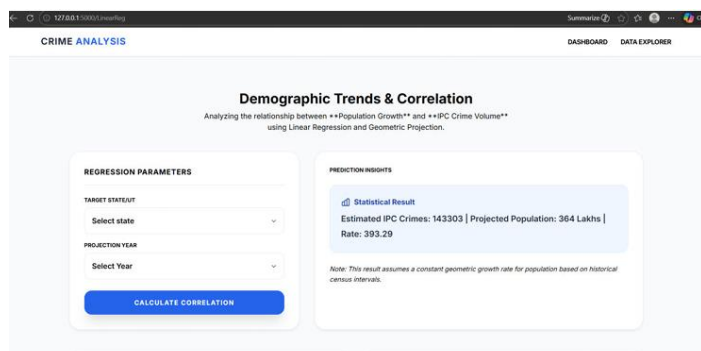 127.0.0.1:5000/LinearReg
Summarize
CRIME ANALYSIS
DASHBOARD DATA EXPLORER
Demographic Trends & Correlation
Analyzing the relationship between **Population Growth** and **IPC Crime Volume**
using Linear Regression and Geometric Projection.
REGRESSION PARAMETERS
TARGET STATE/UT
Select state
PROJECTION YEAR
Select Year
CALCULATE CORRELATION
PREDICTION INSIGHTS
Statistical Result
Estimated IPC Crimes: 143303 | Projected Population: 364 Lakhs |
Rate: 393.29
Note: This result assumes a constant geometric growth rate for population based on historical
census intervals.